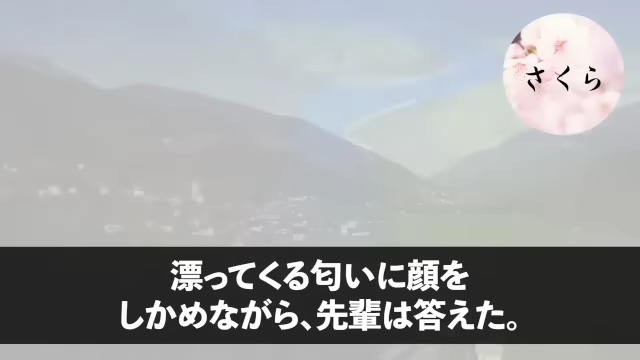 さくら
漂ってくる匂いに顔を
しかめながら、先輩は答えた。